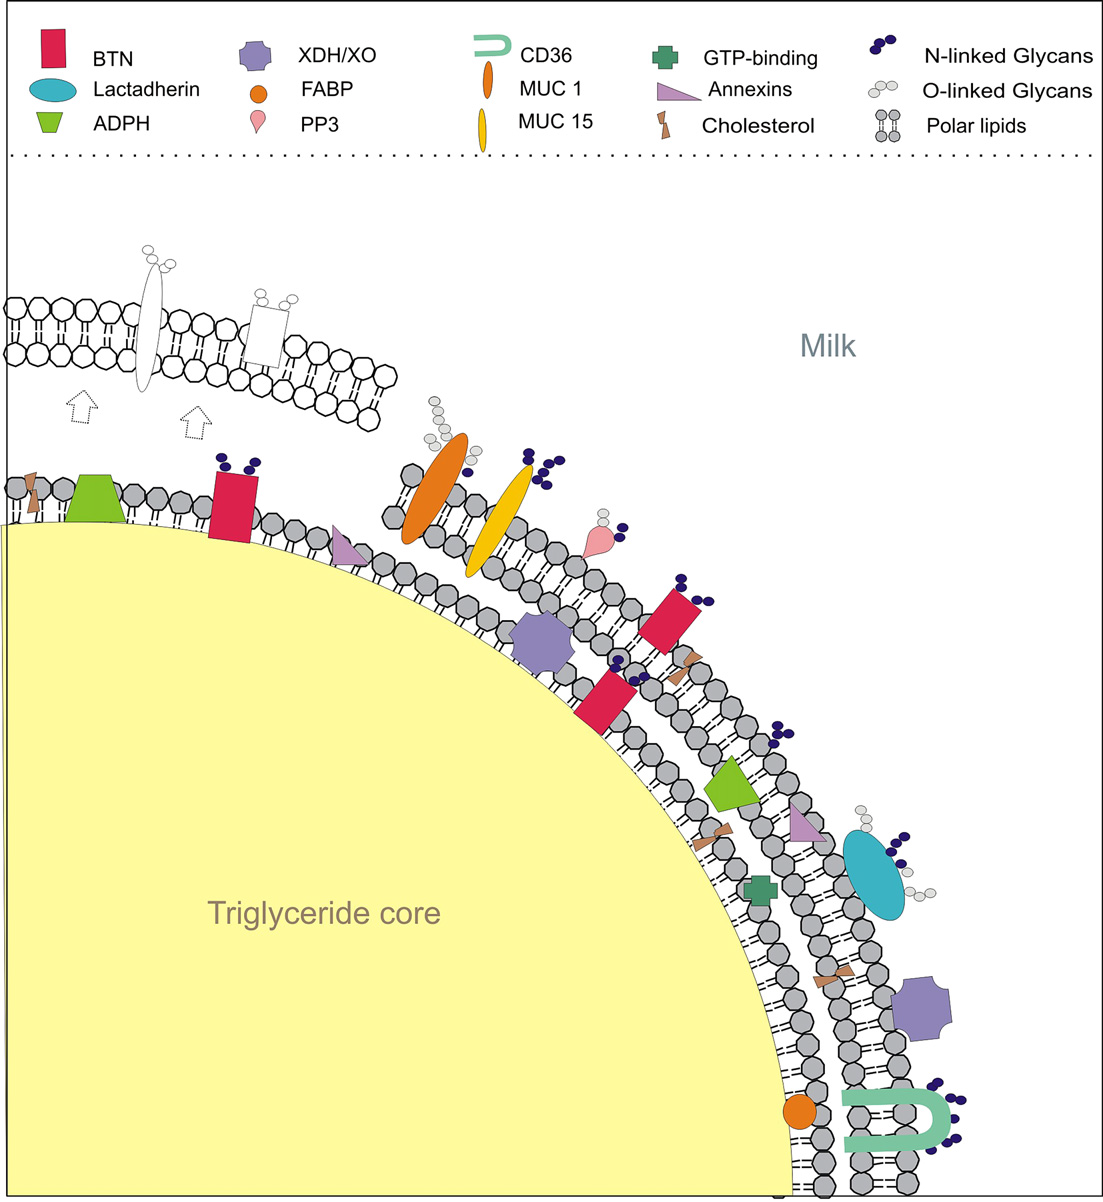 BTN
XDH/XO
CD36
GTP-binding
N-linked Glycans
Lactadherin
FABP
MUC 1
Annexins
O-linked Glycans
ADPH
PP3
MUC 15
Cholesterol
Polar lipids
Milk
Triglyceride core